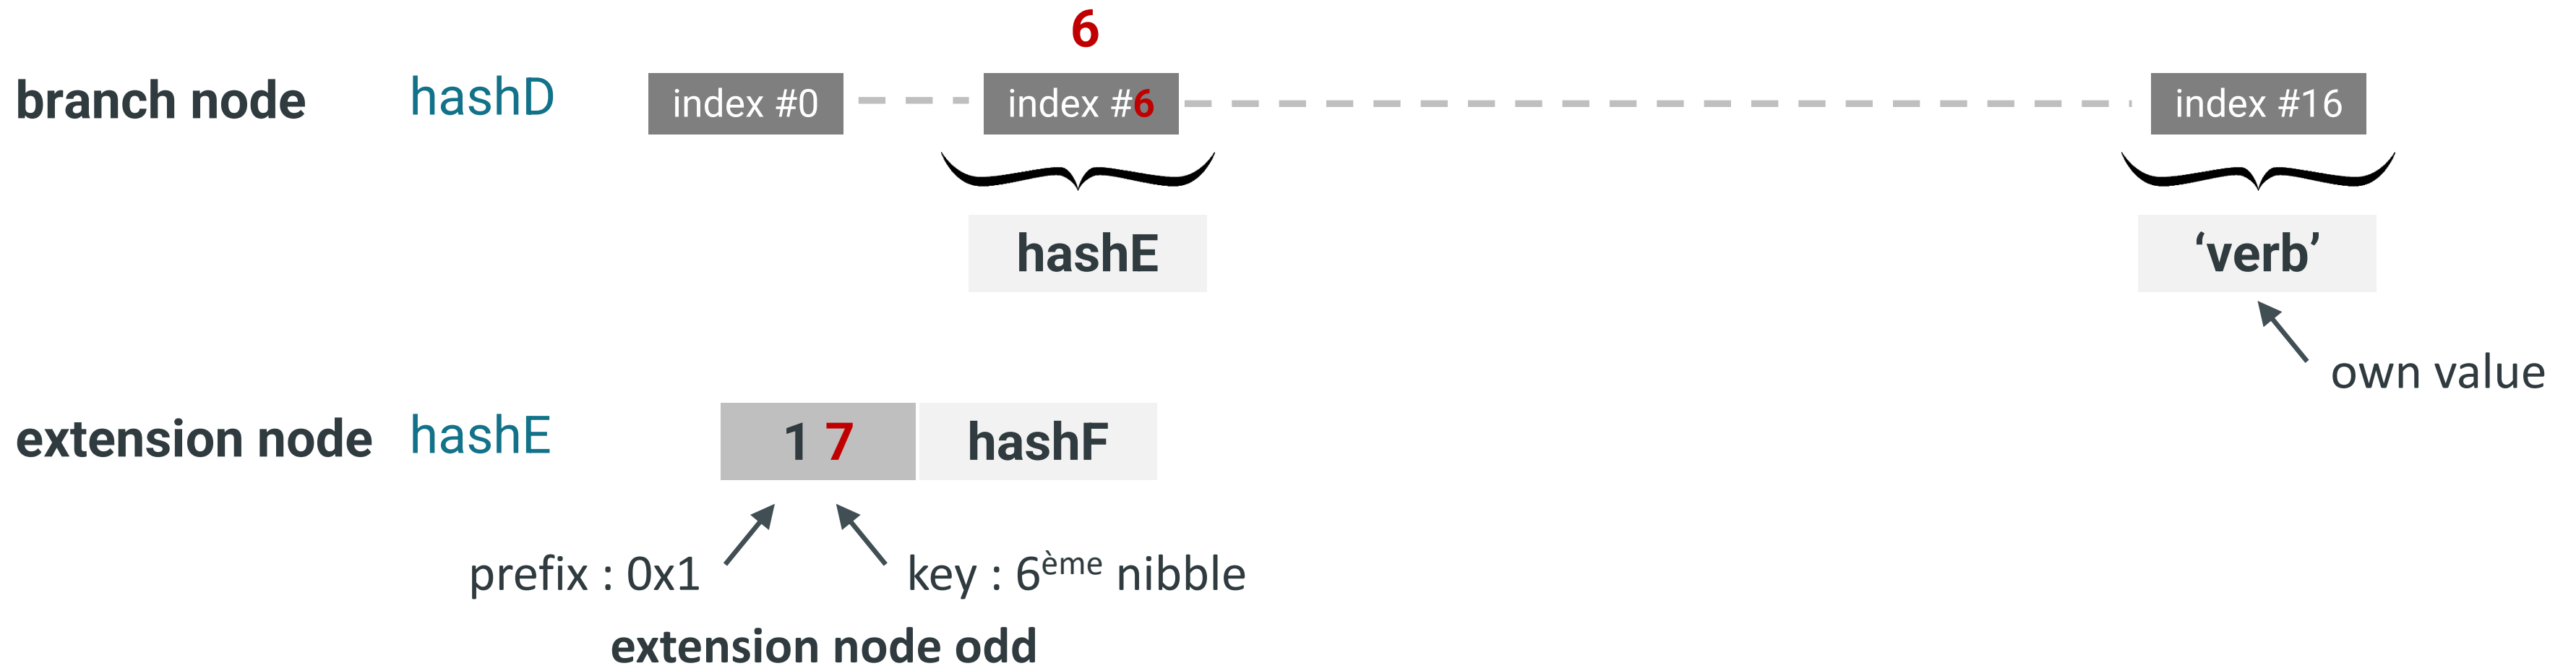 6
branch node hashD index #0 index #6 index #16
hashE ‘verb’
own value
extension node hashE 1 7 hashF
prefix : 0x1 key : 6ème nibble
extension node odd